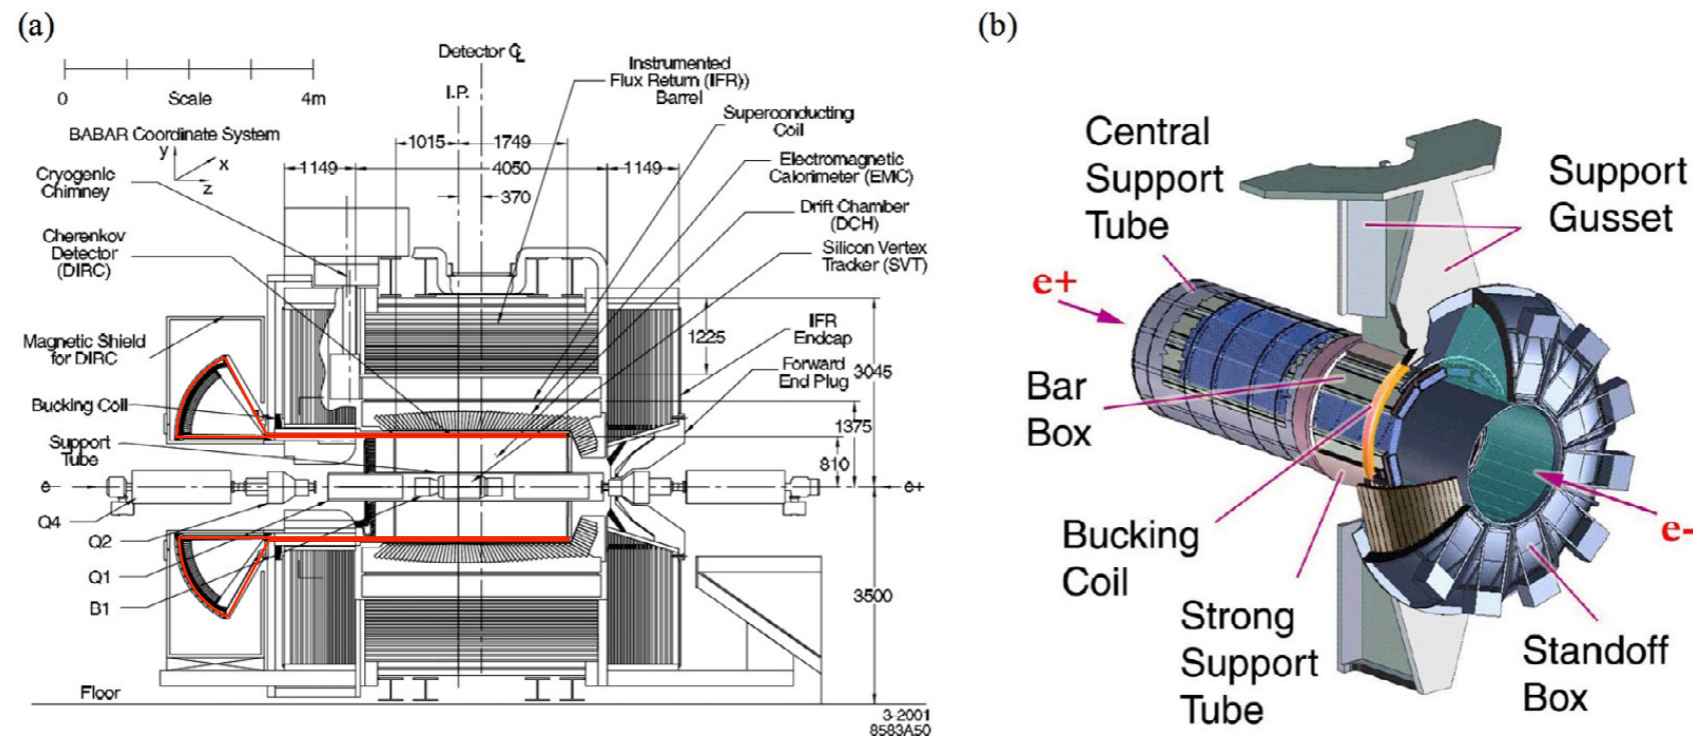 (a)
Detector ℄
I.P.
0
Scale
4m
BABAR Coordinate System
y
x
z
Cryogenic
Chimney
Cherenkov
Detector
(DIRC)
Magnetic Shield
for DIRC
Bucking Coil
Support
Tube
e-
Q4
Q2
Q1
B1
Floor
1015
1749
1149
4050
1149
370
Instrumented
Flux Return (IFR))
Barrel
Superconducting
Coil
Electromagnetic
Calorimeter (EMC)
Drift Chamber
(DCH)
Silicon Vertex
Tracker (SVT)
IFR
Endcap
Forward
End Plug
1225
3045
1375
810
e+
3500
3-2001
8583A50
(b)
Central
Support
Tube
Support
Gusset
e+
Bar
Box
Bucking
Coil
e-
Strong
Support
Tube
Standoff
Box